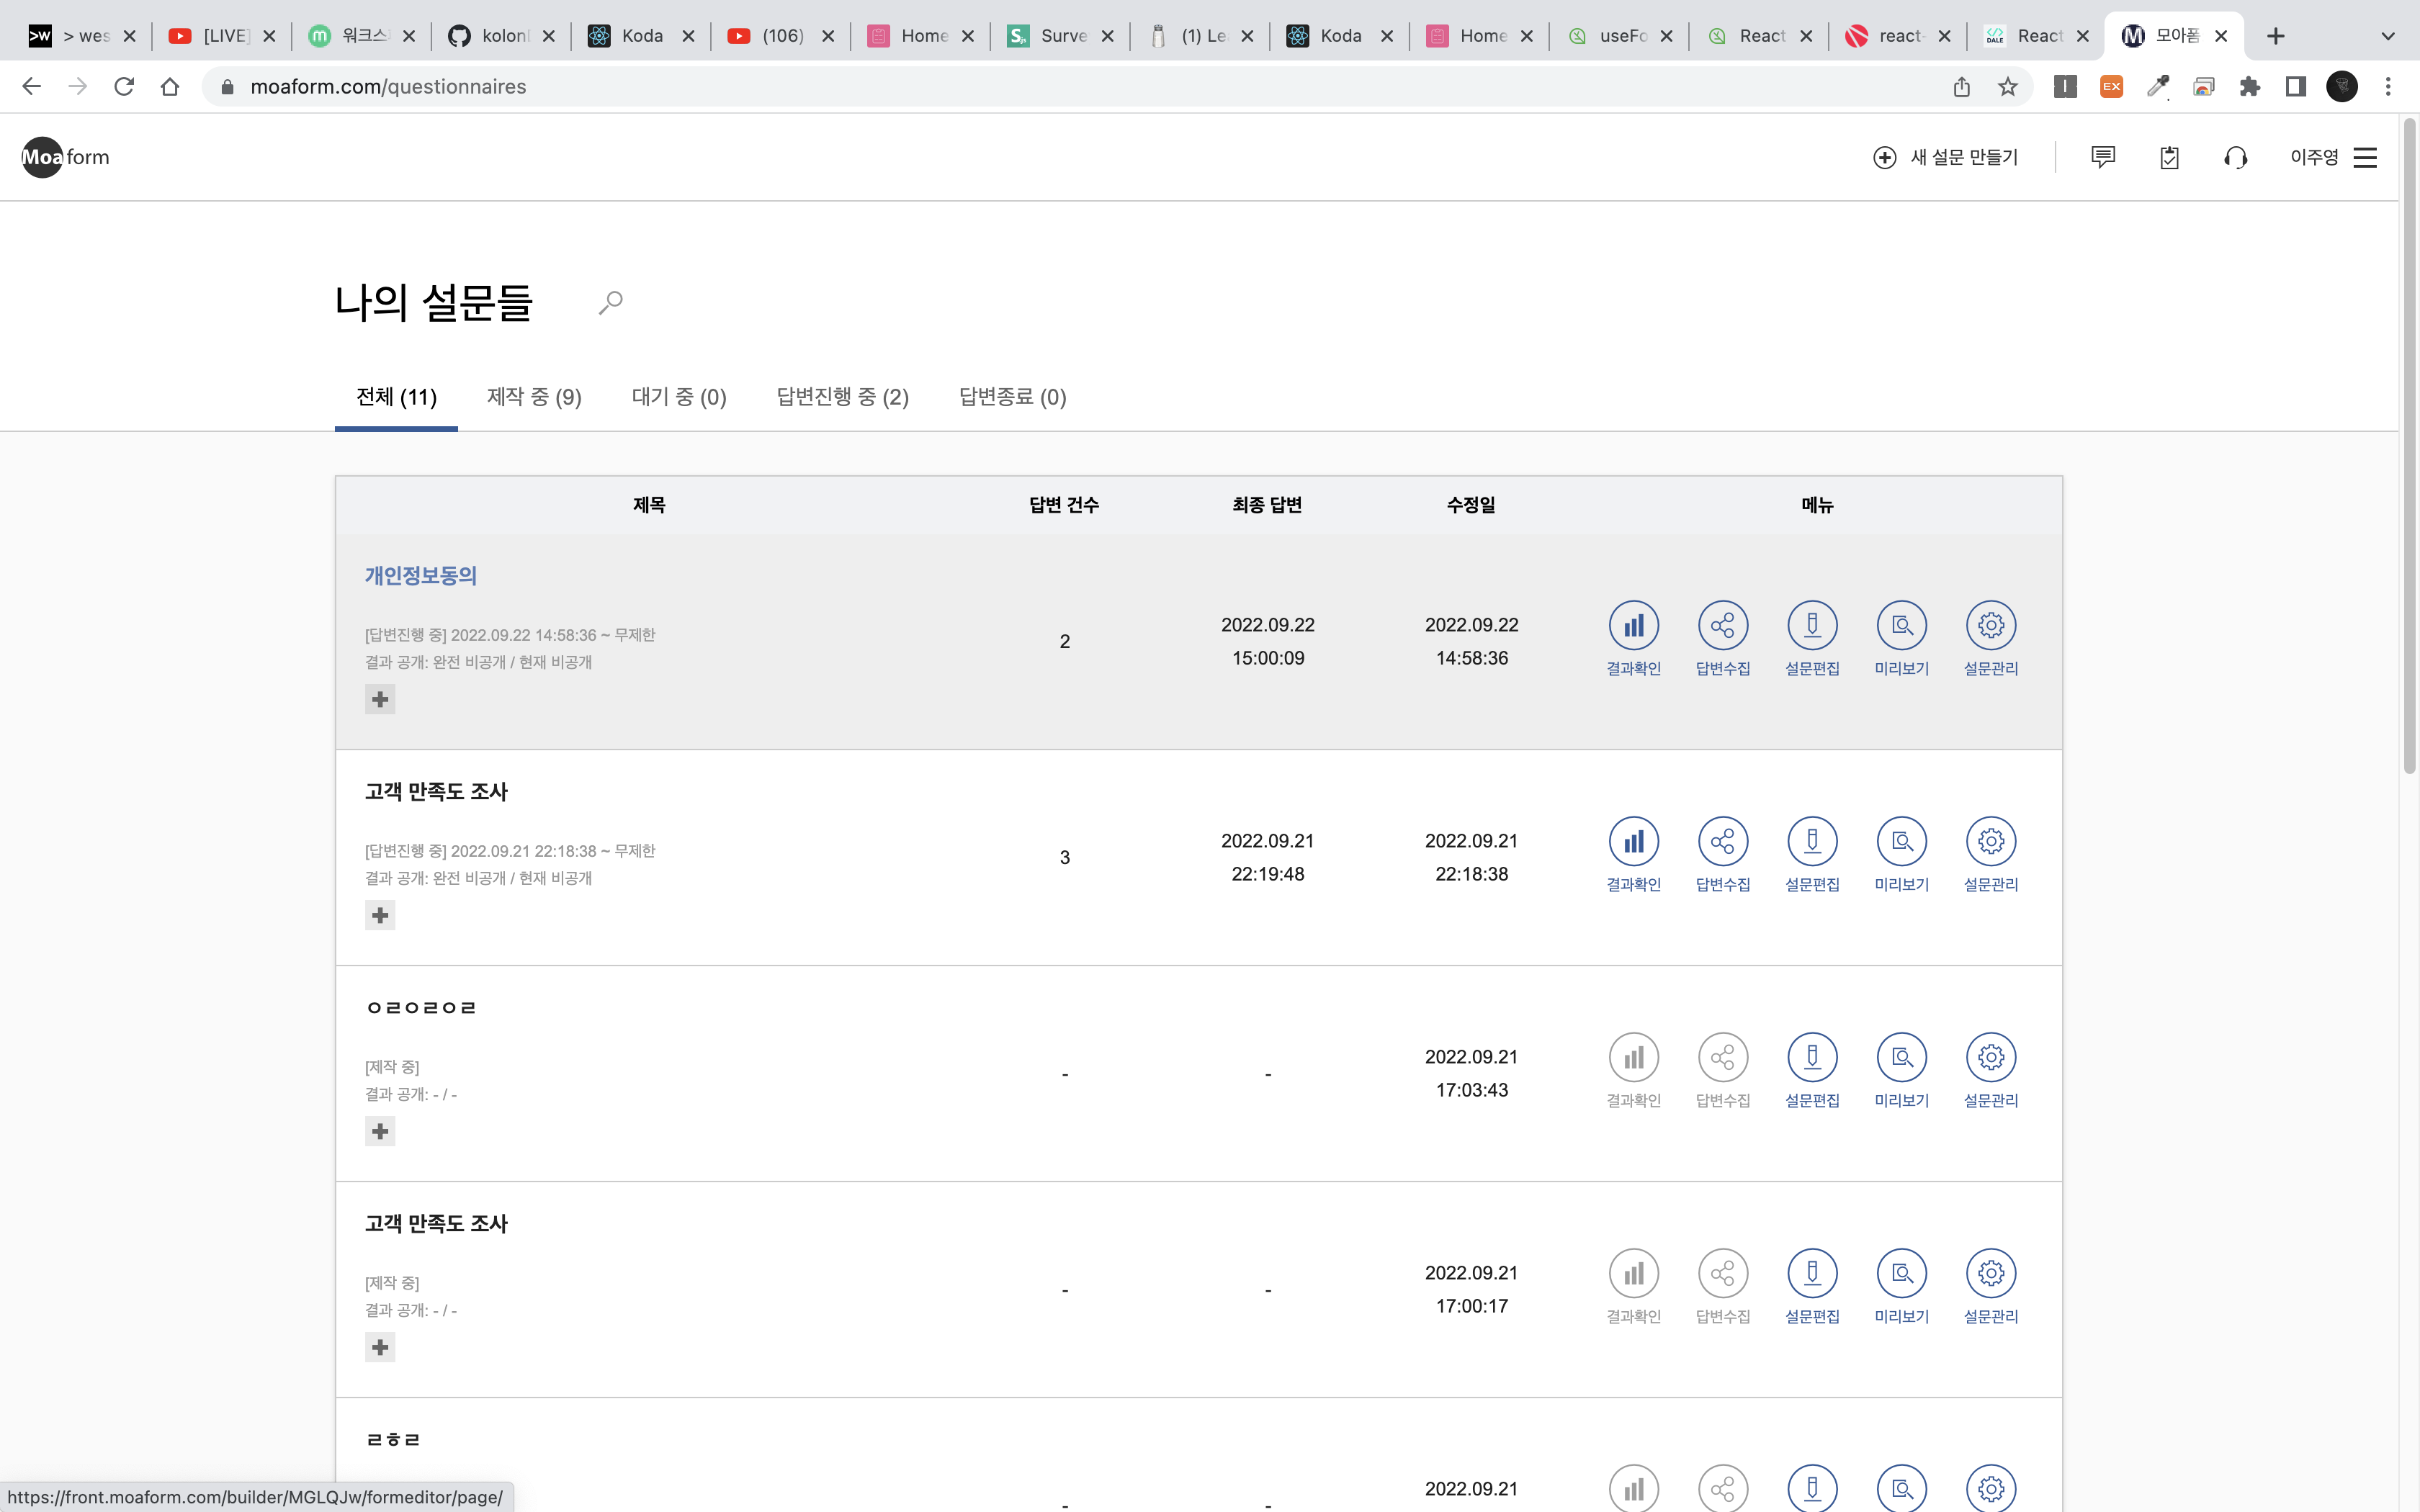 > wes
[LIVE]
워크스
kolonl
Koda
(106)
Home
Surve
(1) Le
Koda
Home
useFo
React
react-
React
모아폼
moaform.com/questionnaires
Moaform
새 설문 만들기
이주영
나의 설문들
전체 (11)
제작 중 (9)
대기 중 (0)
답변진행 중 (2)
답변종료 (0)
제목 답변 건수 최종 답변 수정일 메뉴
개인정보동의
[답변진행 중] 2022.09.22 14:58:36 ~ 무제한
결과 공개: 완전 비공개 / 현재 비공개
2
2022.09.22
15:00:09
2022.09.22
14:58:36
결과확인 답변수집 설문편집 미리보기 설문관리
고객 만족도 조사
[답변진행 중] 2022.09.21 22:18:38 ~ 무제한
결과 공개: 완전 비공개 / 현재 비공개
3
2022.09.21
22:19:48
2022.09.21
22:18:38
결과확인 답변수집 설문편집 미리보기 설문관리
ㅇㄹㅇㄹㅇㄹ
[제작 중]
결과 공개: - / -
-
-
2022.09.21
17:03:43
결과확인 답변수집 설문편집 미리보기 설문관리
고객 만족도 조사
[제작 중]
결과 공개: - / -
-
-
2022.09.21
17:00:17
결과확인 답변수집 설문편집 미리보기 설문관리
ㄹㅎㄹ
-
-
2022.09.21
https://front.moaform.com/builder/MGLQJw/formeditor/page/